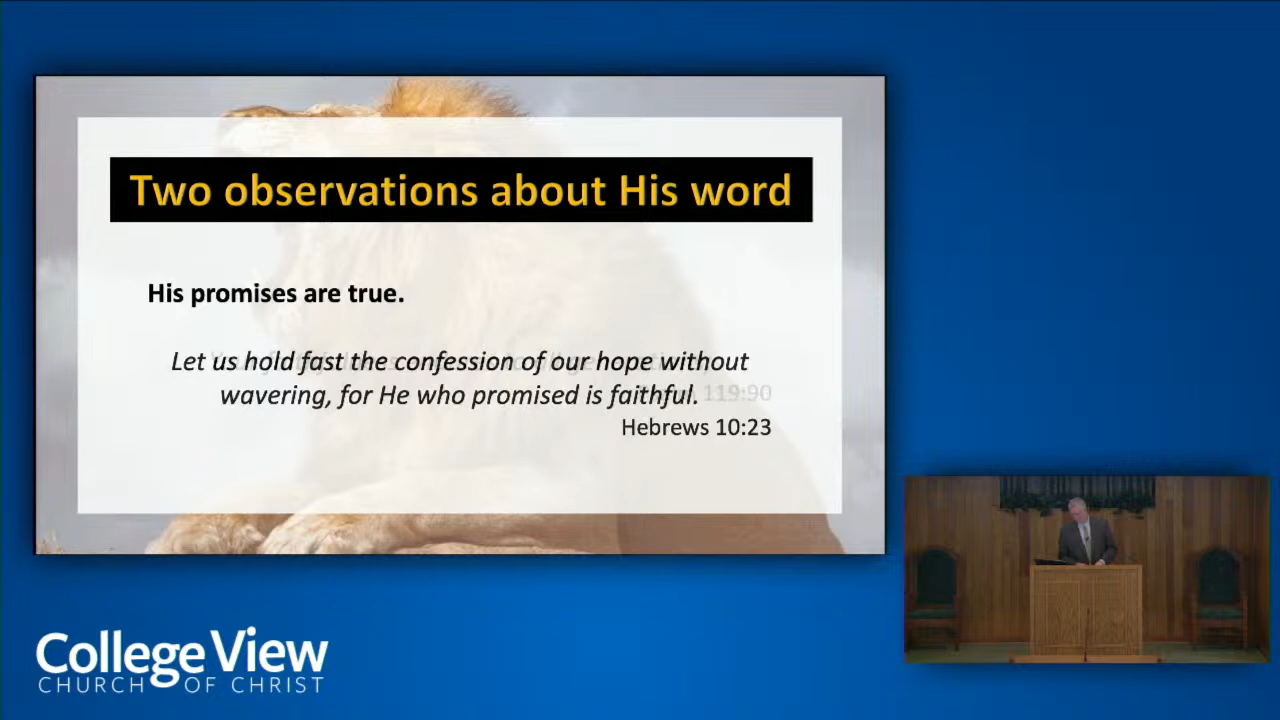 Two observations about His word
His promises are true.
Let us hold fast the confession of our hope without
wavering, for He who promised is faithful.
119:90
Hebrews 10:23
College View
CHURCH OF CHRIST